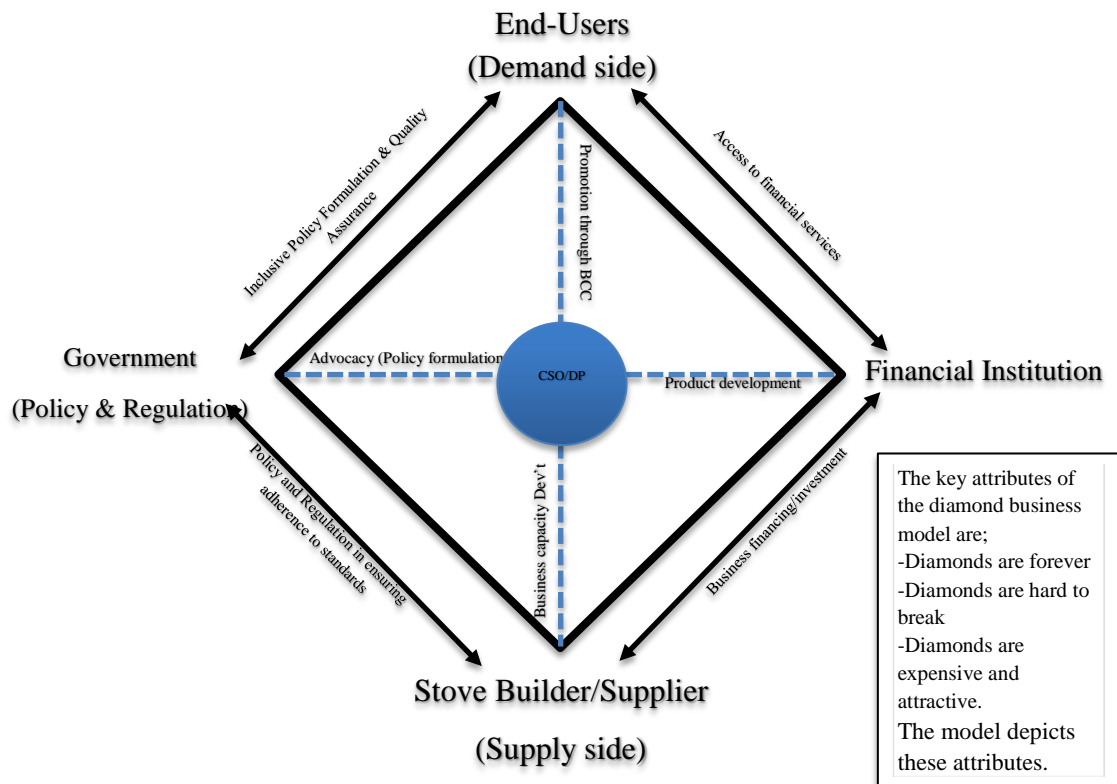 End-Users
(Demand side)
Inclusive Policy Formulation & Quality
Assurance
Access to financial services
Promotion through BCC
Government
(Policy & Regulation)
Advocacy (Policy formulation
CSO/DP
Product development
Financial Institution
Policy and Regulation in ensuring
adherence to standards
Business capacity Dev't
Business financing/investment
Stove Builder/Supplier
(Supply side)
The key attributes of
the diamond business
model are;
-Diamonds are forever
-Diamonds are hard to
break
-Diamonds are
expensive and
attractive.
The model depicts
these attributes.